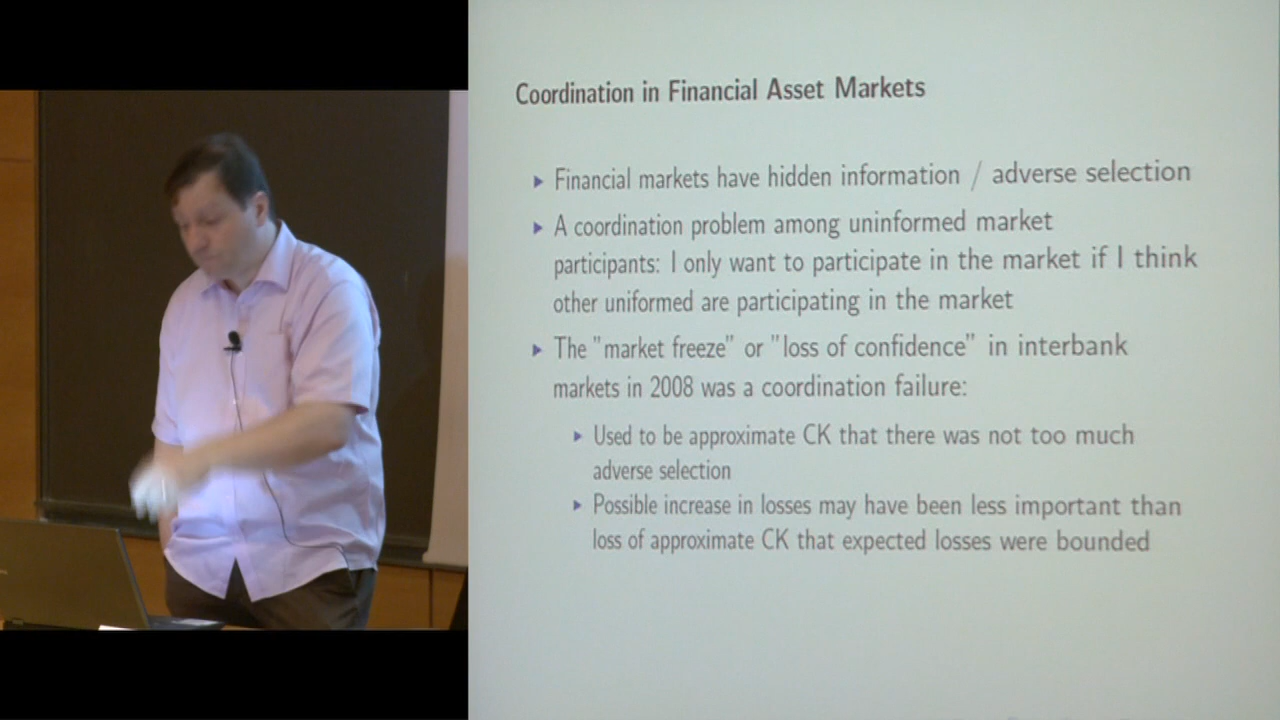 Coordination in Financial Asset Markets
Financial markets have hidden information / adverse selection
A coordination problem among uninformed market
participants: I only want to participate in the market if I think
other uniformed are participating in the market
The "market freeze" or "loss of confidence" in interbank
markets in 2008 was a coordination failure:
Used to be approximate CK that there was not too much
adverse selection
Possible increase in losses may have been less important than
loss of approximate CK that expected losses were bounded